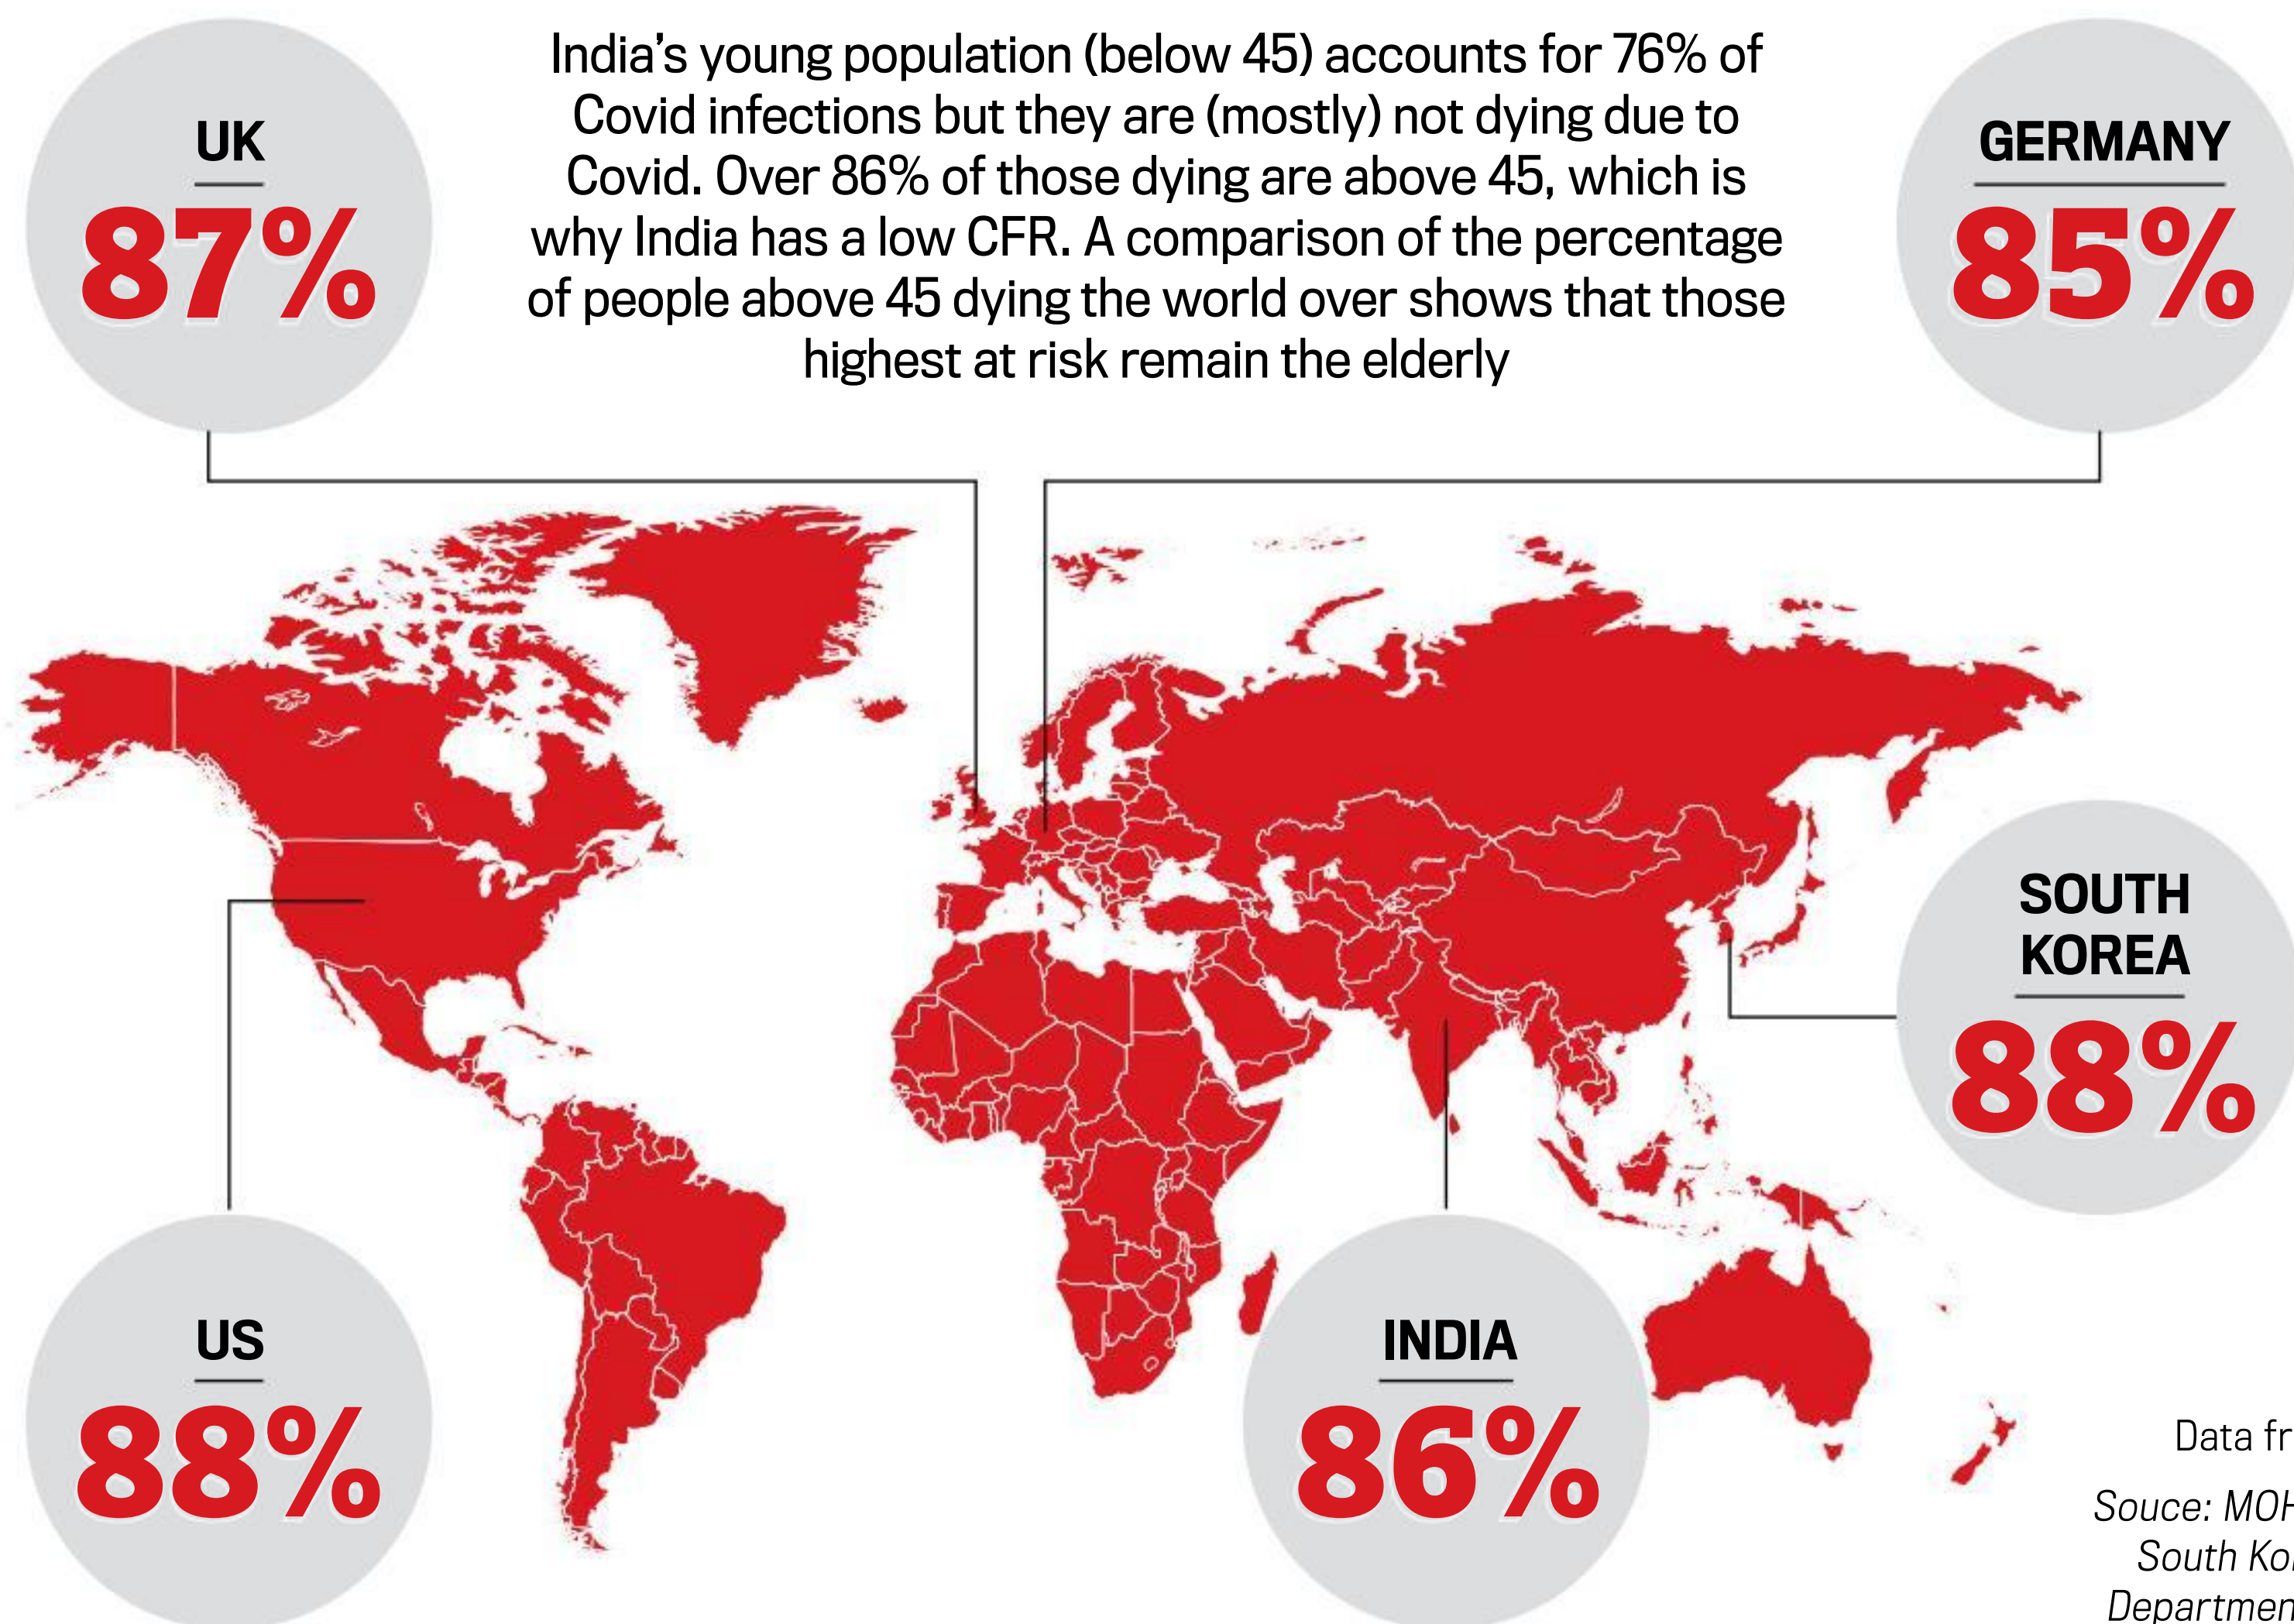 India's young population (below 45) accounts for 76% of
Covid infections but they are (mostly) not dying due to
Covid. Over 86% of those dying are above 45, which is
why India has a low CFR. A comparison of the percentage
of people above 45 dying the world over shows that those
highest at risk remain the elderly
UK
87%
GERMANY
85%
SOUTH
KOREA
88%
US
88%
INDIA
86%
Data
Souce:
South